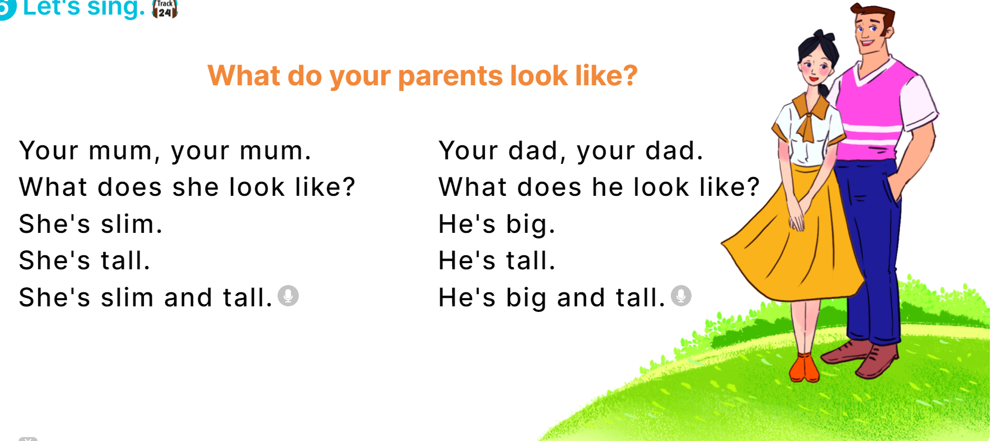 6 Let's sing. Track 24
What do your parents look like?
Your mum, your mum.
What does she look like?
She's slim.
She's tall.
She's slim and tall.
Your dad, your dad.
What does he look like?
He's big.
He's tall.
He's big and tall.